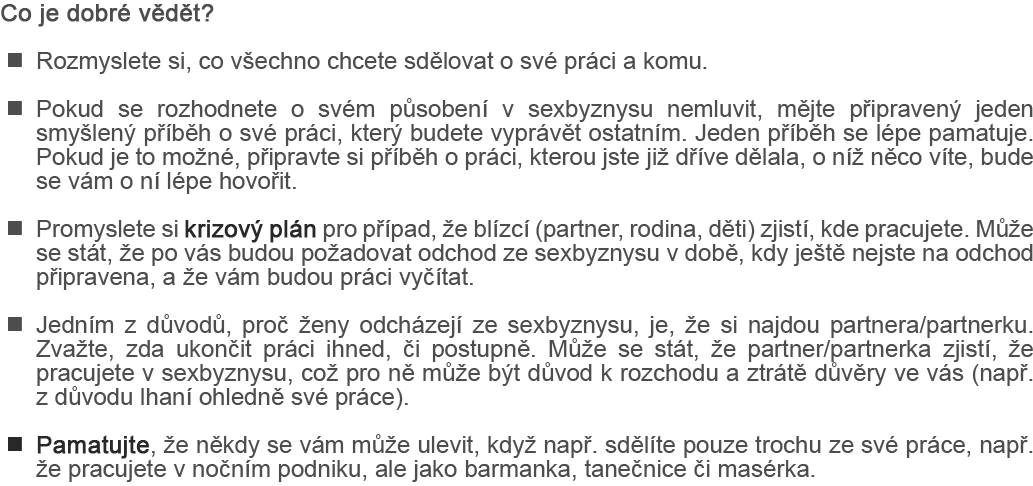 Co je dobré vědět?
■ Rozmyslete si, co všechno chcete sdělovat o své práci a komu.
■ Pokud se rozhodnete o svém působení v sexbyznysu nemluvit, mějte připravený jeden
smyšlený příběh o své práci, který budete vyprávět ostatním. Jeden příběh se lépe pamatuje.
Pokud je to možné, připravte si příběh o práci, kterou jste již dříve dělala, o níž něco víte, bude
se vám o ní lépe hovořit.
■ Promyslete si krizový plán pro případ, že blízcí (partner, rodina, děti) zjistí, kde pracujete. Může
se stát, že po vás budou požadovat odchod ze sexbyznysu v době, kdy ještě nejste na odchod
připravena, a že vám budou práci vyčítat.
■ Jedním z důvodů, proč ženy odcházejí ze sexbyznysu, je, že si najdou partnera/partnerku.
Zvažte, zda ukončit práci ihned, či postupně. Může se stát, že partner/partnerka zjistí, že
pracujete v sexbyznysu, což pro ně může být důvod k rozchodu a ztrátě důvěry ve vás (např.
z důvodu lhaní ohledně své práce).
■ Pamatujte, že někdy se vám může ulevit, když např. sdělíte pouze trochu ze své práce, např.
že pracujete v nočním podniku, ale jako barmanka, tanečnice či masérka.